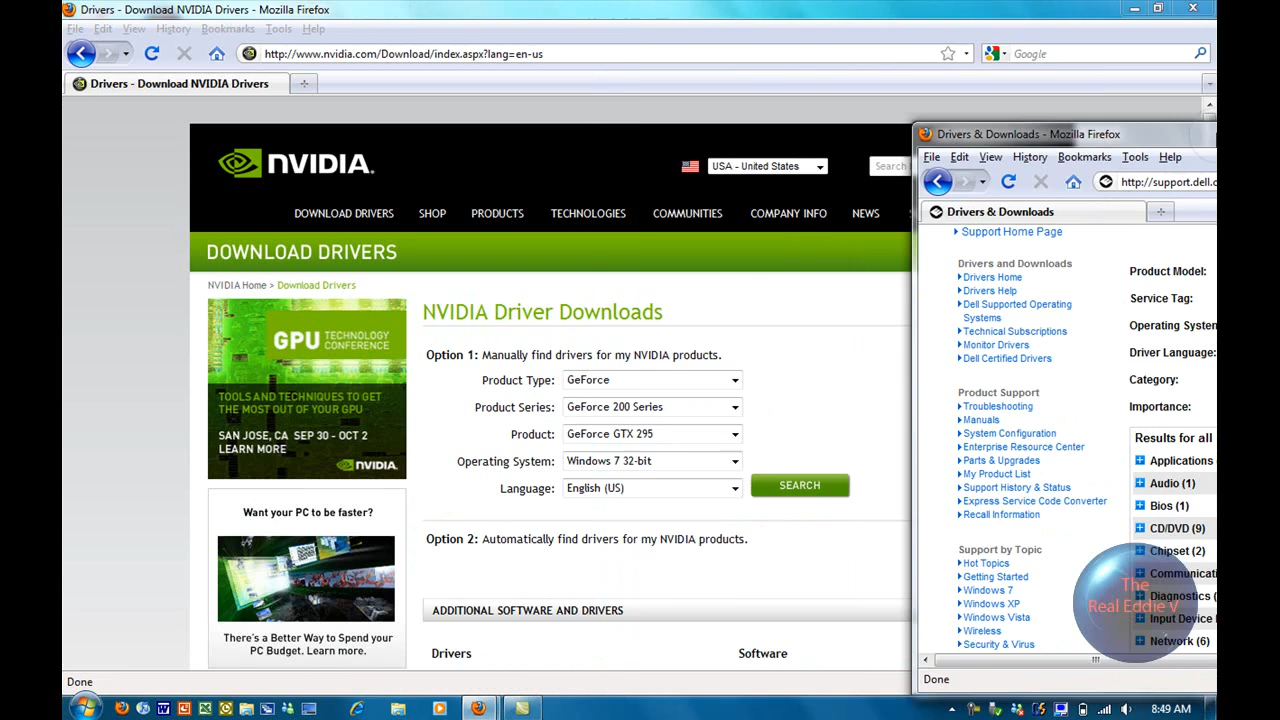 Drivers - Download NVIDIA Drivers - Mozilla Firefox
File Edit View History Bookmarks Tools Help
http://www.nvidia.com/Download/index.aspx?lang=en-us
Google
Drivers - Download NVIDIA Drivers
NVIDIA.
USA - United States
Search
DOWNLOAD DRIVERS SHOP PRODUCTS TECHNOLOGIES COMMUNITIES COMPANY INFO NEWS
DOWNLOAD DRIVERS
NVIDIA Home > Download Drivers
GPU TECHNOLOGY CONFERENCE
TOOLS AND TECHNIQUES TO GET
THE MOST OUT OF YOUR GPU
SAN JOSE, CA SEP 30 - OCT 2
LEARN MORE
NVIDIA.
Want your PC to be faster?
There's a Better Way to Spend your
PC Budget. Learn more.
NVIDIA Driver Downloads
Option 1: Manually find drivers for my NVIDIA products.
Product Type: GeForce
Product Series: GeForce 200 Series
Product: GeForce GTX 295
Operating System: Windows 7 32-bit
Language: English (US)
SEARCH
Option 2: Automatically find drivers for my NVIDIA products.
ADDITIONAL SOFTWARE AND DRIVERS
Drivers Software
Done
Drivers & Downloads - Mozilla Firefox
File Edit View History Bookmarks Tools Help
http://support.dell.c
Drivers & Downloads
Support Home Page
Drivers and Downloads
Drivers Home
Drivers Help
Dell Supported Operating
Systems
Technical Subscriptions
Monitor Drivers
Dell Certified Drivers
Product Support
Troubleshooting
Manuals
System Configuration
Enterprise Resource Center
Parts & Upgrades
My Product List
Support History & Status
Express Service Code Converter
Recall Information
Support by Topic
Hot Topics
Getting Started
Windows 7
Windows XP
Windows Vista
Wireless
Security & Virus
Product Model:
Service Tag:
Operating System
Driver Language:
Category:
Importance:
Results for all
Applications
Audio (1)
Bios (1)
CD/DVD (9)
Chipset (2)
Communicati
Diagnostics (
Input Device
Network (6)
The
Real Eddie V
Done
8:49 AM